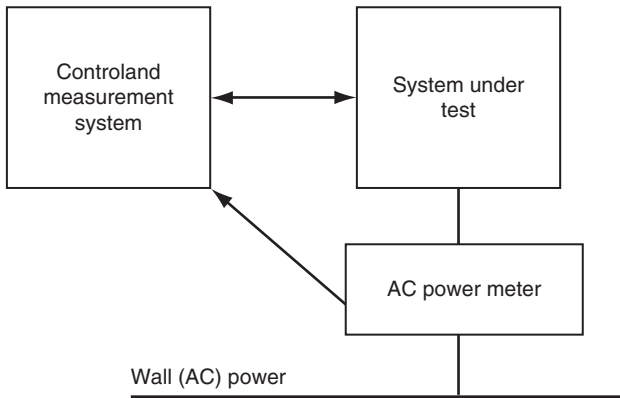 Controland
measurement
system
System under
test
AC power meter
Wall (AC) power